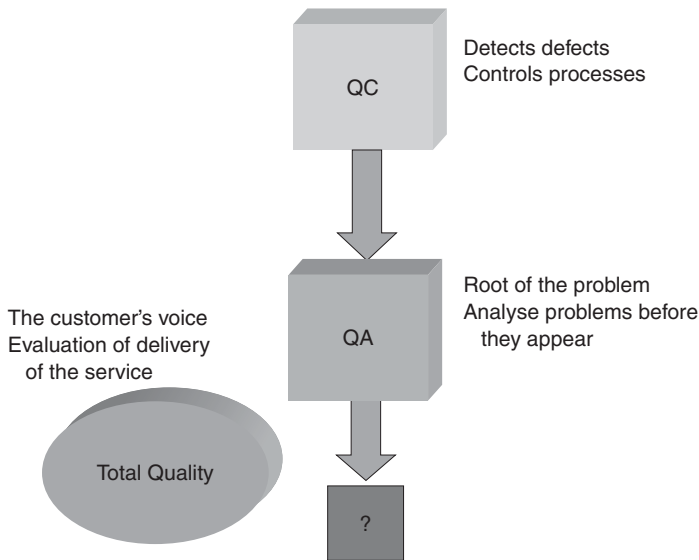 QC
Detects defects
Controls processes
QA
Root of the problem
Analyse problems before
they appear
The customer’s voice
Evaluation of delivery
of the service
Total Quality
?